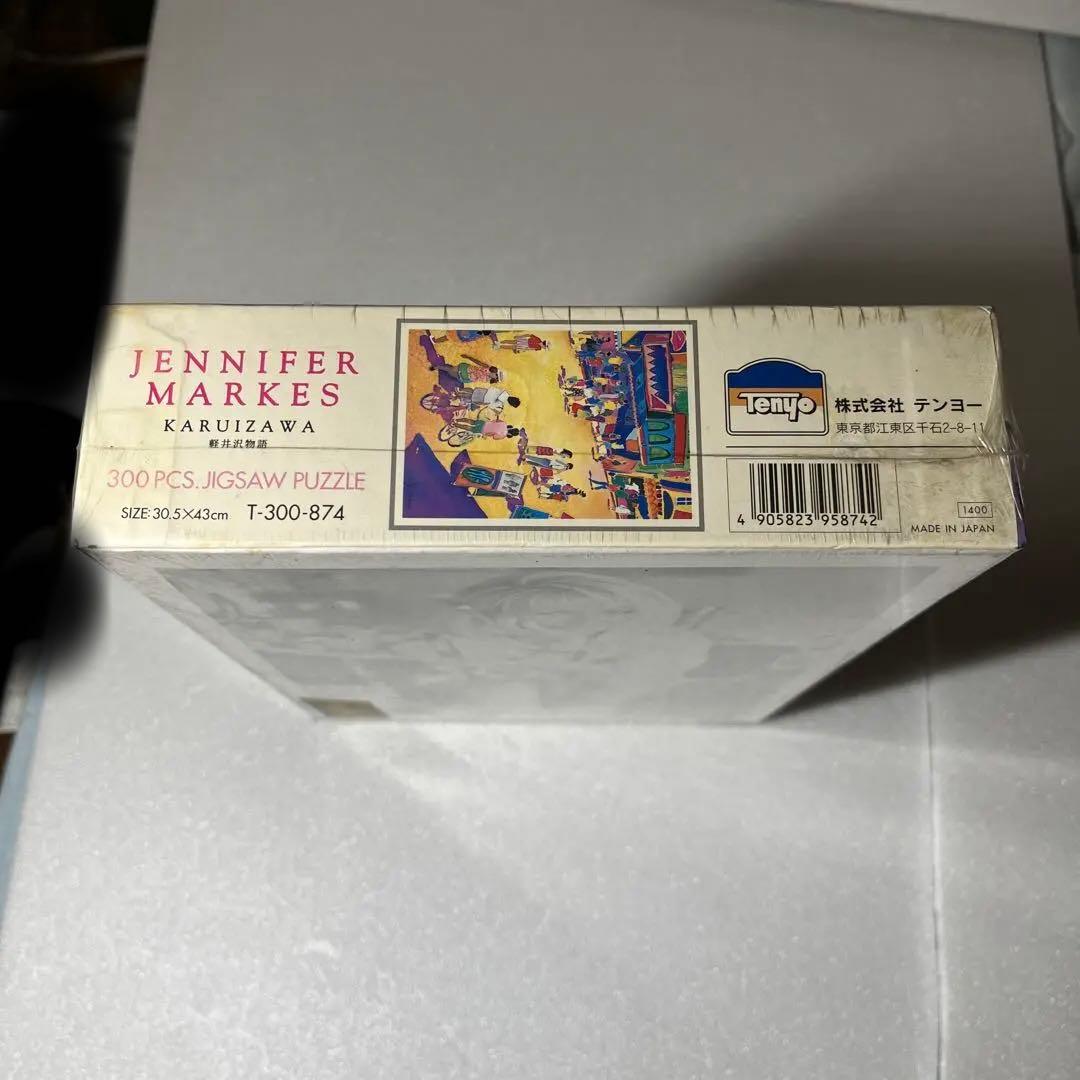 JENNIFER
MARKES
KARUIZAWA
軽井沢物語
300 PCS. JIGSAW PUZZLE
SIZE: 30.5×43cm T-300-874
Tenyo
株式会社 テンヨー
東京都江東区千石2-8-11
4 905823 958742
1400
MADE IN JAPAN